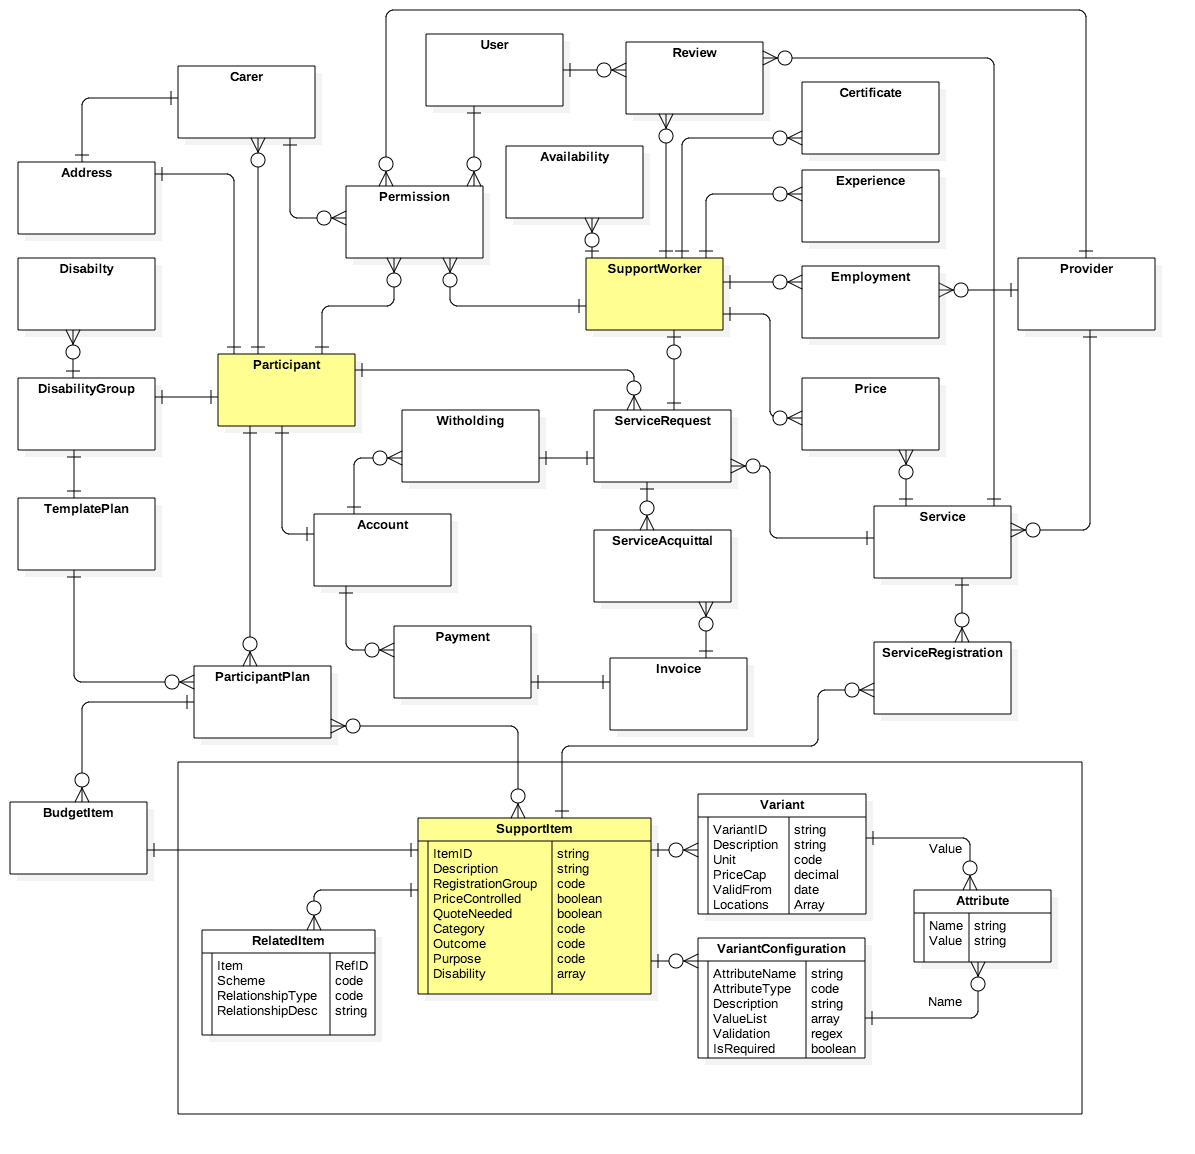 User
Review
Carer
Certificate
Availability
Address
Experience
Permission
Disabilty
SupportWorker
Employment
Provider
Participant
DisabilityGroup
Price
Witholding
ServiceRequest
TemplatePlan
Account
Service
ServiceAcquittal
Payment
ServiceRegistration
Invoice
ParticipantPlan
BudgetItem
SupportItem
ItemID string
Description string
RegistrationGroup code
PriceControlled boolean
QuoteNeeded boolean
Category code
Outcome code
Purpose code
Disability array
Variant
VariantID string
Description string
Unit code
PriceCap decimal
ValidFrom date
Locations Array
Value
Attribute
Name string
Value string
RelatedItem
Item RefID
Scheme code
RelationshipType code
RelationshipDesc string
VariantConfiguration
AttributeName string
AttributeType code
Description string
ValueList array
Validation regex
IsRequired boolean
Name